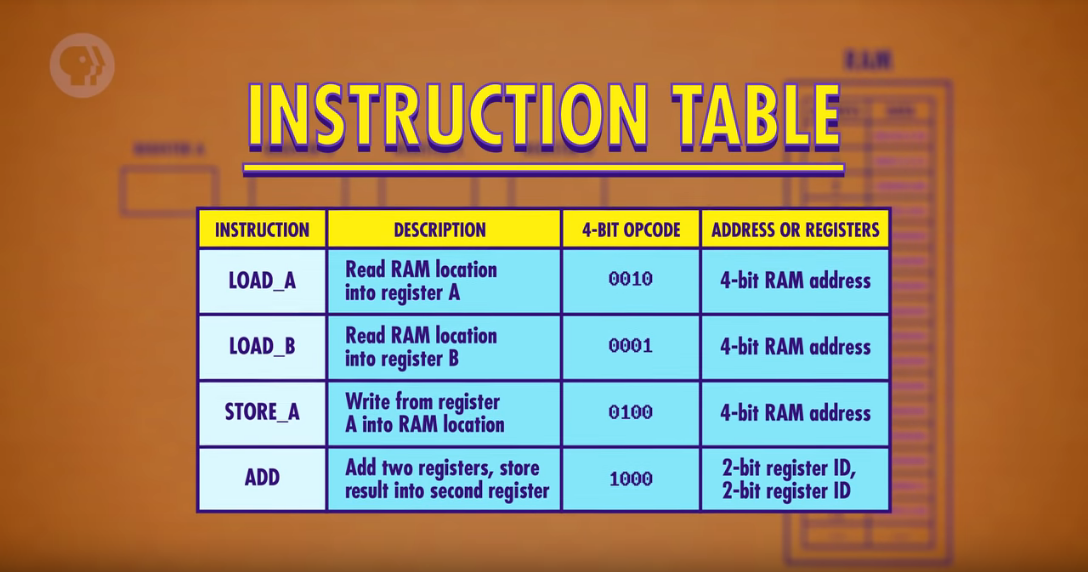 RAM
INSTRUCTION TABLE
INSTRUCTION DESCRIPTION 4-BIT OPCODE ADDRESS OR REGISTERS
LOAD_A Read RAM location into register A 0010 4-bit RAM address
LOAD_B Read RAM location into register B 0001 4-bit RAM address
STORE_A Write from register A into RAM location 0100 4-bit RAM address
ADD Add two registers, store result into second register 1000 2-bit register ID, 2-bit register ID